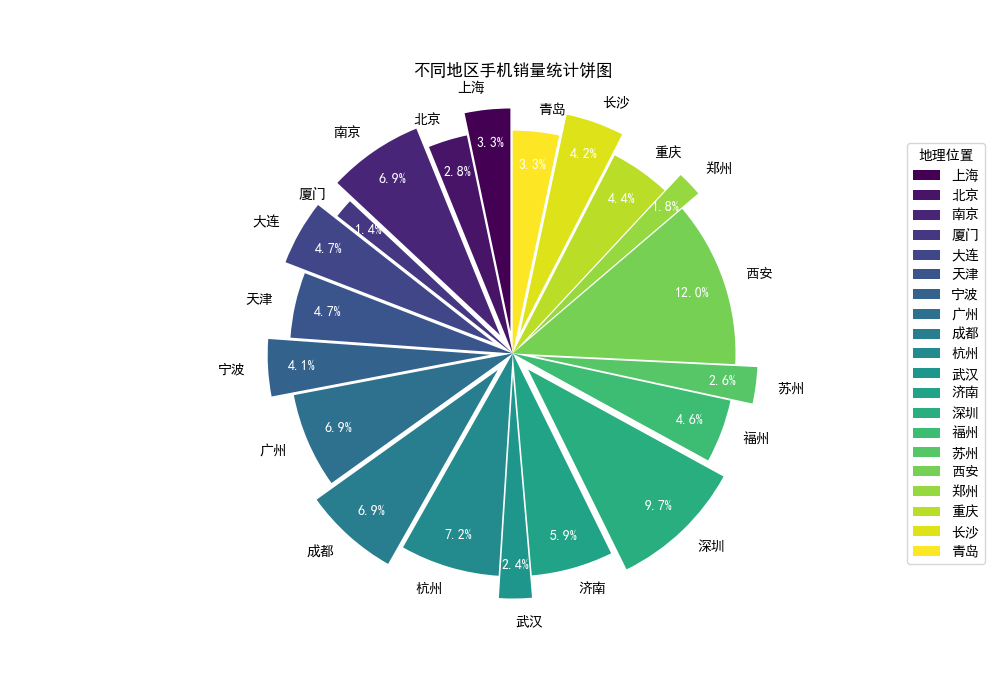 不同地区手机销量统计饼图
上海
3.3%
北京
2.8%
南京
6.9%
厦门
1.4%
大连
4.7%
天津
4.7%
宁波
4.1%
广州
6.9%
成都
6.9%
杭州
7.2%
武汉
2.4%
济南
5.9%
深圳
9.7%
福州
4.6%
苏州
2.6%
西安
12.0%
郑州
1.8%
重庆
4.4%
长沙
4.2%
青岛
3.3%
地理位置
上海
北京
南京
厦门
大连
天津
宁波
广州
成都
杭州
武汉
济南
深圳
福州
苏州
西安
郑州
重庆
长沙
青岛